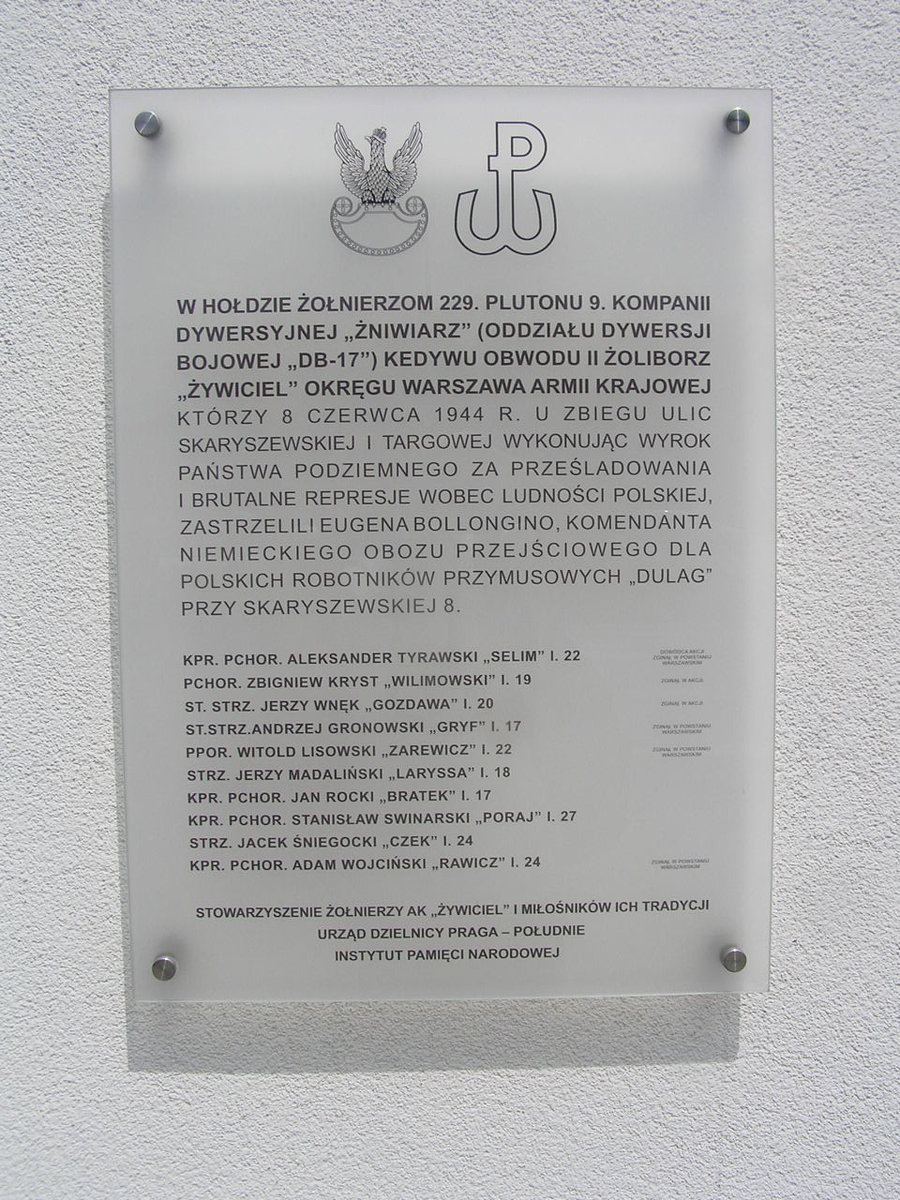 W HOŁDZIE ŻOŁNIERZOM 229. PLUTONU 9. KOMPANII
DYWERSYJNEJ „ŻNIWIARZ” (ODDZIAŁU DYWERSJI
BOJOWEJ „DB-17”) KEDYWU OBWODU II ŻOLIBORZ
„ŻYWICIEL” OKRĘGU WARSZAWA ARMII KRAJOWEJ
KTÓRZY 8 CZERWCA 1944 R. U ZBIEGU ULIC
SKARYSZEWSKIEJ I TARGOWEJ WYKONUJĄC WYROK
PAŃSTWA PODZIEMNEGO ZA PRZEŚLADOWANIA
I BRUTALNE REPRESJE WOBEC LUDNOŚCI POLSKIEJ,
ZASTRZELILI EUGENA BOLLONGINO, KOMENDANTA
NIEMIECKIEGO OBOZU PRZEJŚCIOWEGO DLA
POLSKICH ROBOTNIKÓW PRZYMUSOWYCH „DULAG”
PRZY SKARYSZEWSKIEJ 8.
KPR. PCHOR. ALEKSANDER TYRAWSKI „SELIM” l. 22
DOWÓDCA AKCJI
ZGINĄŁ W POWSTANIU
WARSZAWSKIM
PCHOR. ZBIGNIEW KRYST „WILIMOWSKI” l. 19 ZGINĄŁ W AKCJI
ST. STRZ. JERZY WNĘK „GOZDAWA” l. 20 ZGINĄŁ W AKCJI
ST.STRZ.ANDRZEJ GRONOWSKI „GRYF” l. 17
ZGINĄŁ W POWSTANIU
WARSZAWSKIM
PPOR. WITOLD LISOWSKI „ZAREWICZ” l. 22
ZGINĄŁ W POWSTANIU
WARSZAWSKIM
STRZ. JERZY MADALIŃSKI „LARYSSA” l. 18
KPR. PCHOR. JAN ROCKI „BRATEK” l. 17
KPR. PCHOR. STANISŁAW SWINARSKI „PORAJ” l. 27
STRZ. JACEK ŚNIEGOCKI „CZEK” l. 24
KPR. PCHOR. ADAM WOJCIŃSKI „RAWICZ” l. 24
ZGINĄŁ W POWSTANIU
WARSZAWSKIM
STOWARZYSZENIE ŻOŁNIERZY AK „ŻYWICIEL” I MIŁOŚNIKÓW ICH TRADYCJI
URZĄD DZIELNICY PRAGA – POŁUDNIE
INSTYTUT PAMIĘCI NARODOWEJ